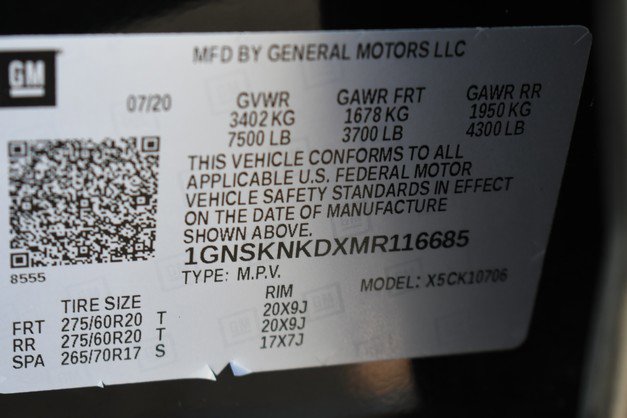 MFD BY GENERAL MOTORS LLC
GM
07/20
GVWR GAWR FRT GAWR RR
3402 KG 1678 KG 1950 KG
7500 LB 3700 LB 4300 LB
THIS VEHICLE CONFORMS TO ALL
APPLICABLE U.S. FEDERAL MOTOR
VEHICLE SAFETY STANDARDS IN EFFECT
ON THE DATE OF MANUFACTURE
SHOWN ABOVE.
1GNSKNKDXMR116685
8555
TYPE: M.P.V. MODEL: X5CK10706
TIRE SIZE RIM
FRT 275/60R20 T 20X9J
RR 275/60R20 T 20X9J
SPA 265/70R17 S 17X7J